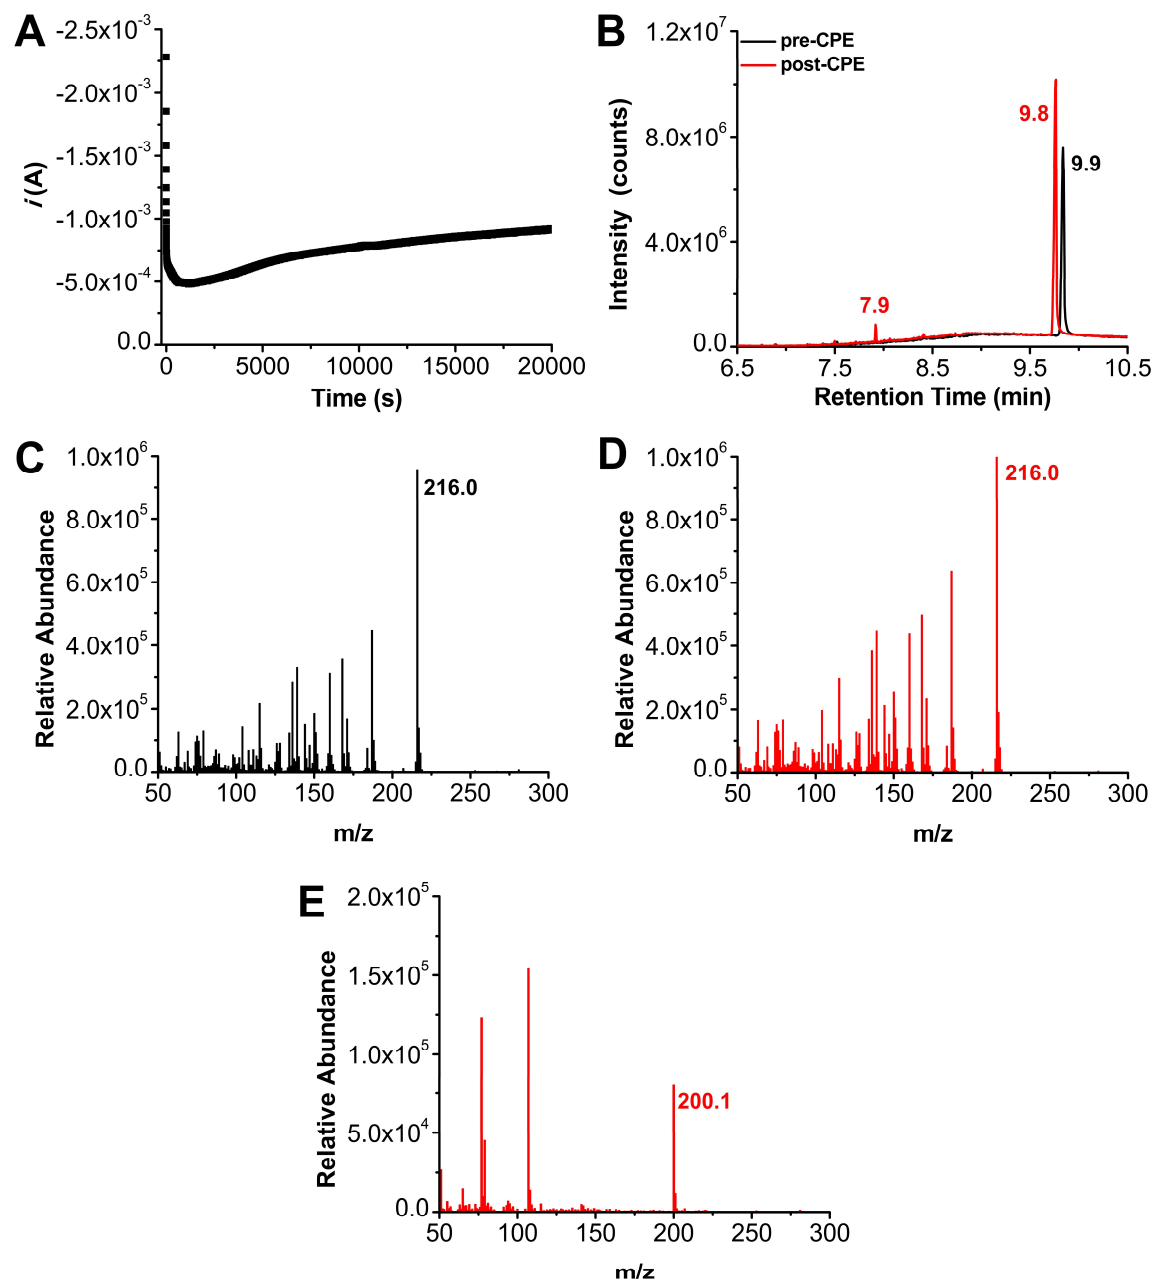 A
-2.5x10⁻³
-2.0x10⁻³
-1.5x10⁻³
-1.0x10⁻³
-5.0x10⁻⁴
0.0
i (A)
0 5000 10000 15000 20000
Time (s)
B
1.2x10⁷
8.0x10⁶
4.0x10⁶
0.0
Intensity (counts)
pre-CPE
post-CPE
9.8
9.9
7.9
6.5 7.5 8.5 9.5 10.5
Retention Time (min)
C
1.0x10⁶
8.0x10⁵
6.0x10⁵
4.0x10⁵
2.0x10⁵
0.0
Relative Abundance
216.0
50 100 150 200 250 300
m/z
D
1.0x10⁶
8.0x10⁵
6.0x10⁵
4.0x10⁵
2.0x10⁵
0.0
Relative Abundance
216.0
50 100 150 200 250 300
m/z
E
2.0x10⁵
1.5x10⁵
1.0x10⁵
5.0x10⁴
0.0
Relative Abundance
200.1
50 100 150 200 250 300
m/z